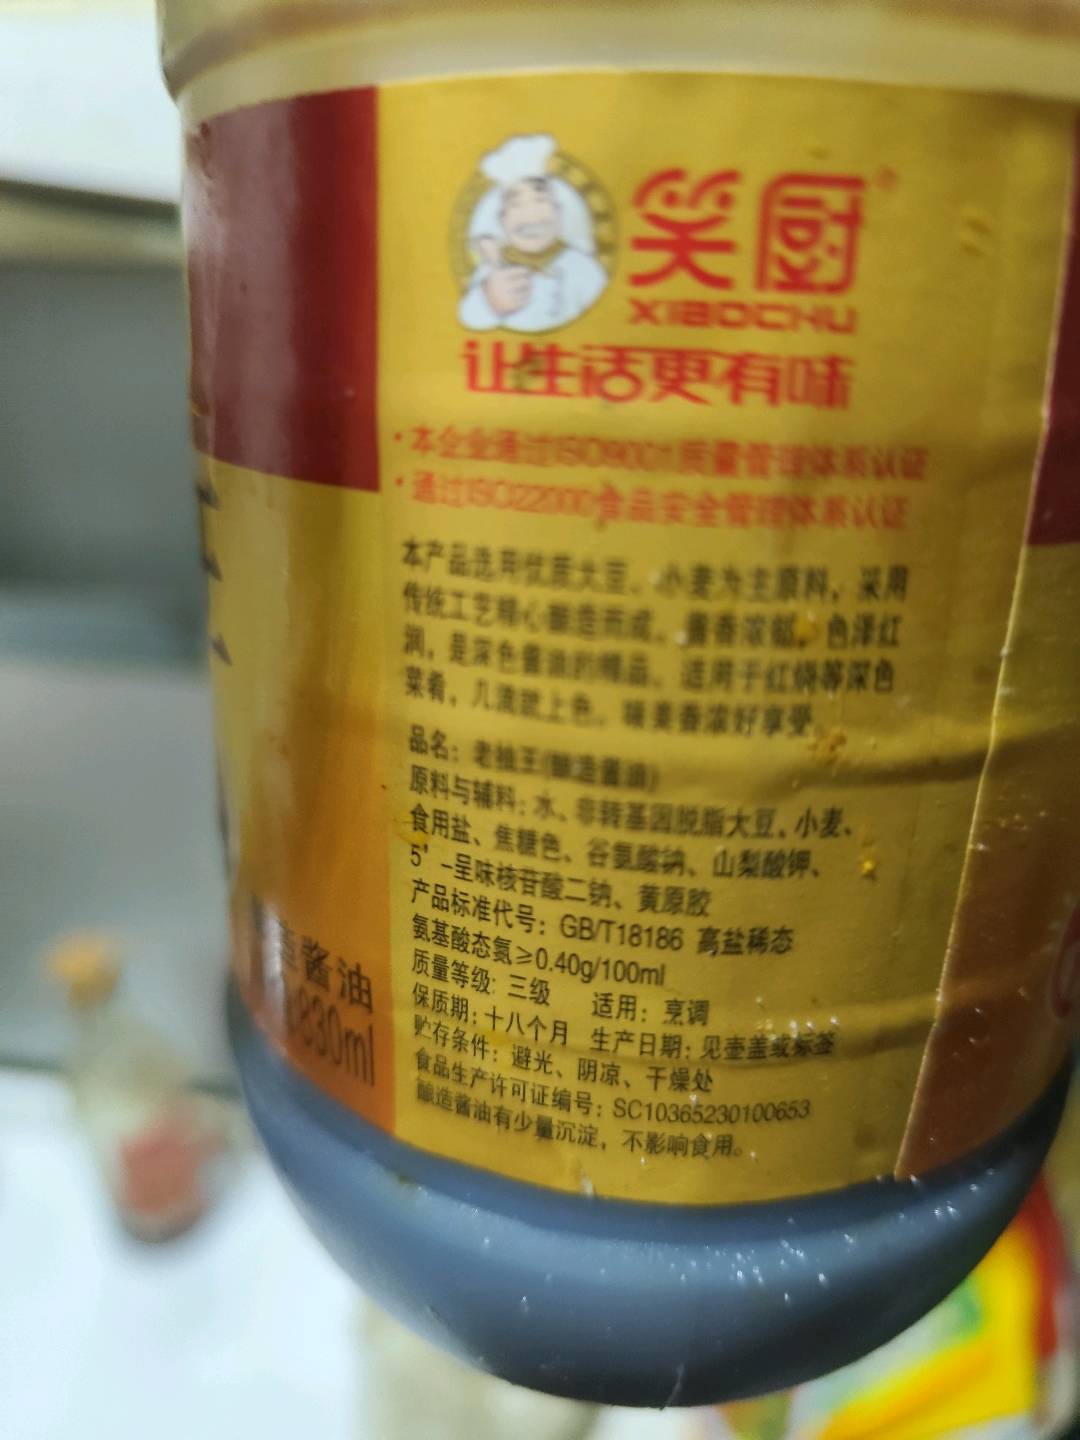 笑厨
XIAOCHU
让生活更有味
·本企业通过ISO9001质量管理体系认证
·通过ISO22000食品安全管理体系认证
本产品选用优质大豆、小麦为主原料，采用
传统工艺精心酿造而成。酱香浓郁，色泽红
润，是深色酱油的精品。适用于红烧等深色
菜肴，几滴就上色。味美香浓好享受。
品名：老抽王(酿造酱油)
原料与辅料：水、非转基因脱脂大豆、小麦、
食用盐、焦糖色、谷氨酸钠、山梨酸钾、
5’-呈味核苷酸二钠、黄原胶
产品标准代号：GB/T18186 高盐稀态
氨基酸态氮≥0.40g/100ml
质量等级: 三级 适用：烹调
保质期：十八个月 生产日期：见壶盖或标签
贮存条件：避光、阴凉、干燥处
食品生产许可证编号：SC10365230100653
酿造酱油有少量沉淀，不影响食用。
造酱油
830ml